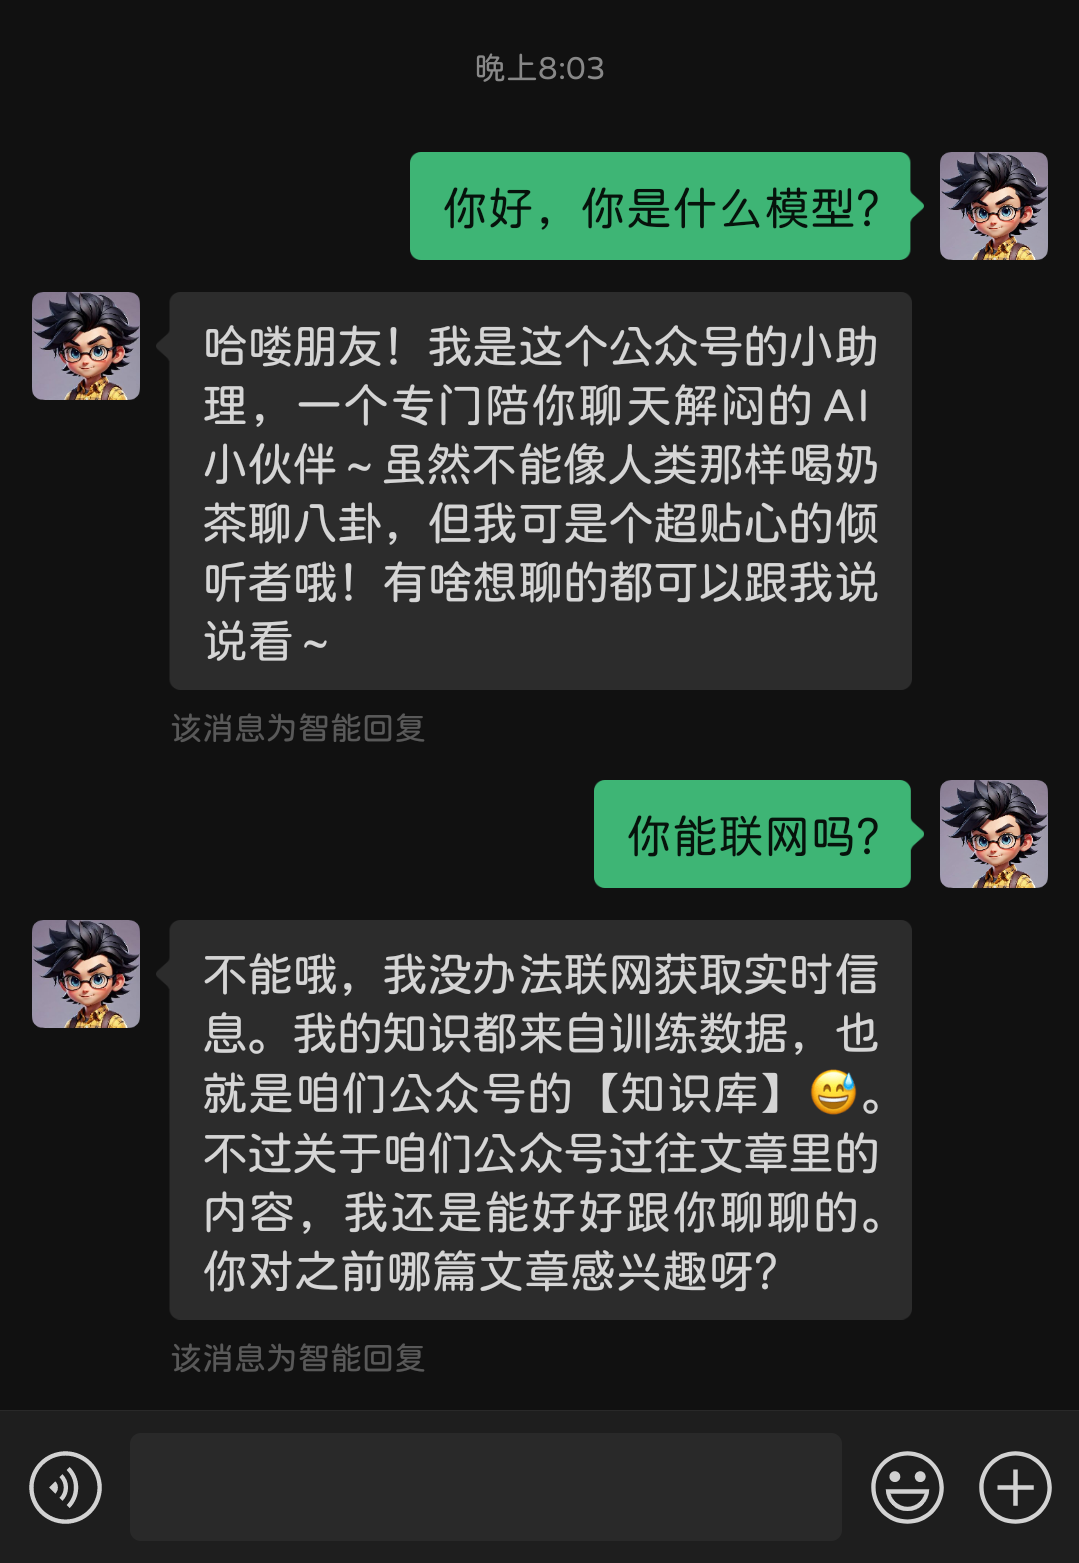 晚上8:03
你好，你是什么模型?
哈喽朋友！我是这个公众号的小助
理，一个专门陪你聊天解闷的 AI
小伙伴 ~ 虽然不能像人类那样喝奶
茶聊八卦，但我可是个超贴心的倾
听者哦！有啥想聊的都可以跟我说
说看 ~
该消息为智能回复
你能联网吗?
不能哦，我没办法联网获取实时信
息。我的知识都来自训练数据，也
就是咱们公众号的【知识库】😅。
不过关于咱们公众号过往文章里的
内容，我还是能好好跟你聊聊的。
你对之前哪篇文章感兴趣呀?
该消息为智能回复